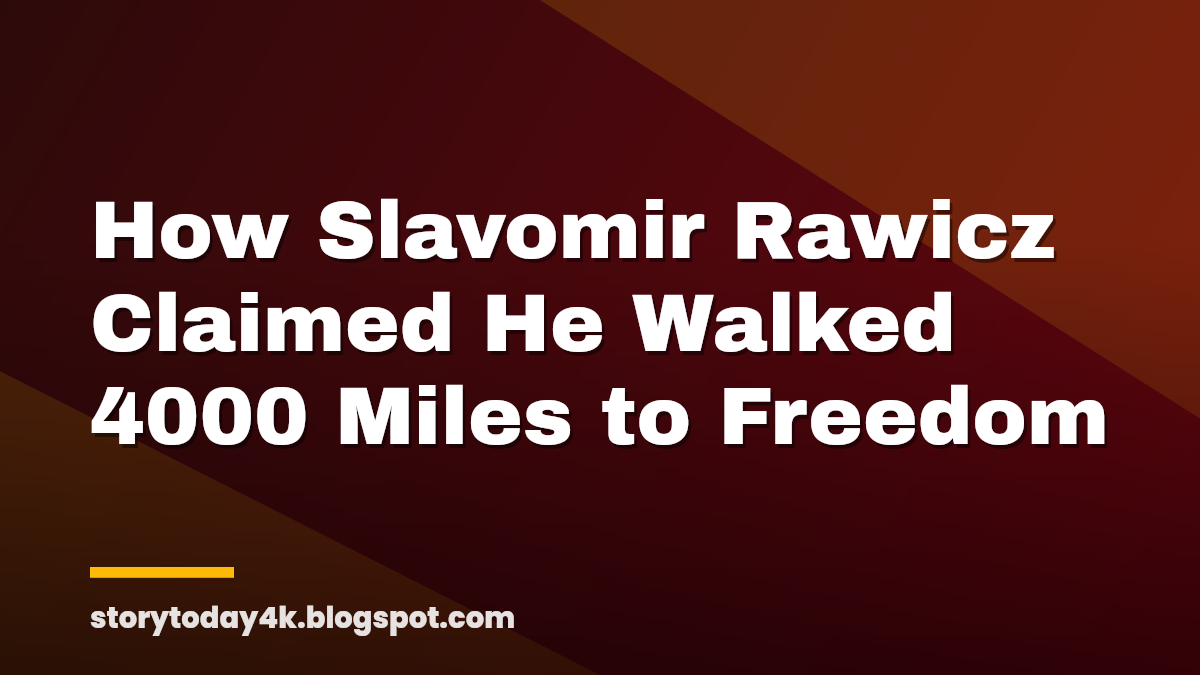 How Slavomir Rawicz
Claimed He Walked
4000 Miles to Freedom
storytoday4k.blogspot.com